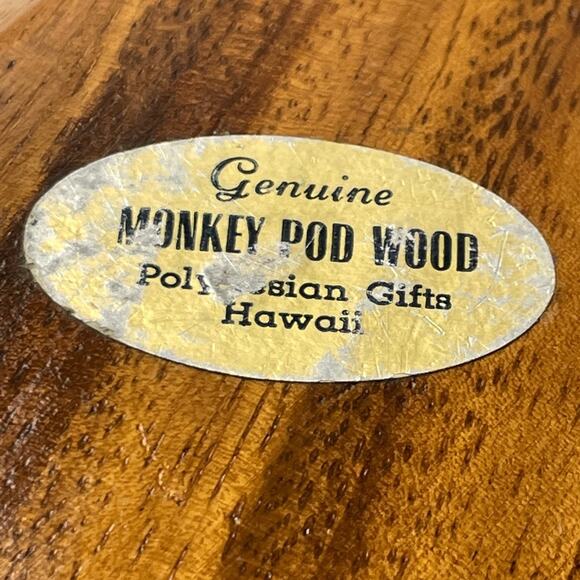 Genuine
MONKEY POD WOOD
Polynesian Gifts
Hawaii